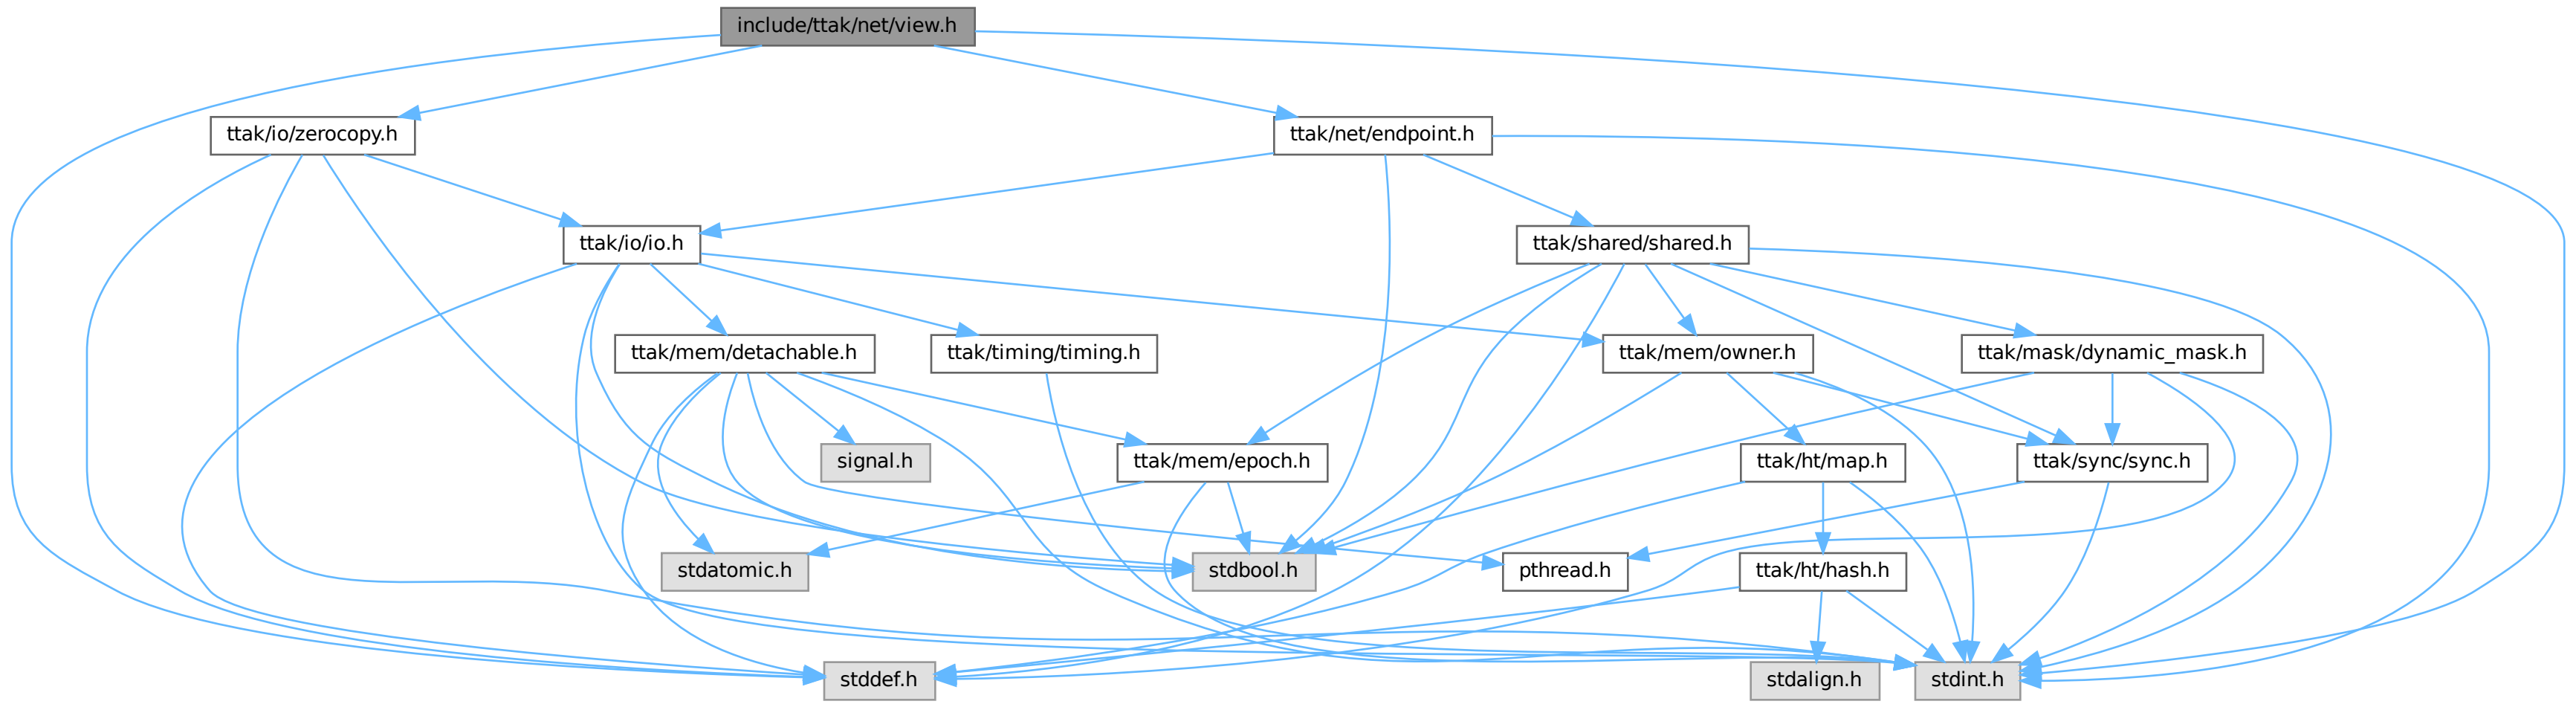 include/ttak/net/view.h
ttak/io/zerocopy.h
ttak/net/endpoint.h
ttak/io/io.h
ttak/shared/shared.h
ttak/mem/detachable.h
ttak/timing/timing.h
ttak/mem/owner.h
ttak/mask/dynamic_mask.h
signal.h
ttak/mem/epoch.h
ttak/ht/map.h
ttak/sync/sync.h
stdatomic.h
stdbool.h
pthread.h
ttak/ht/hash.h
stddef.h
stdalign.h
stdint.h